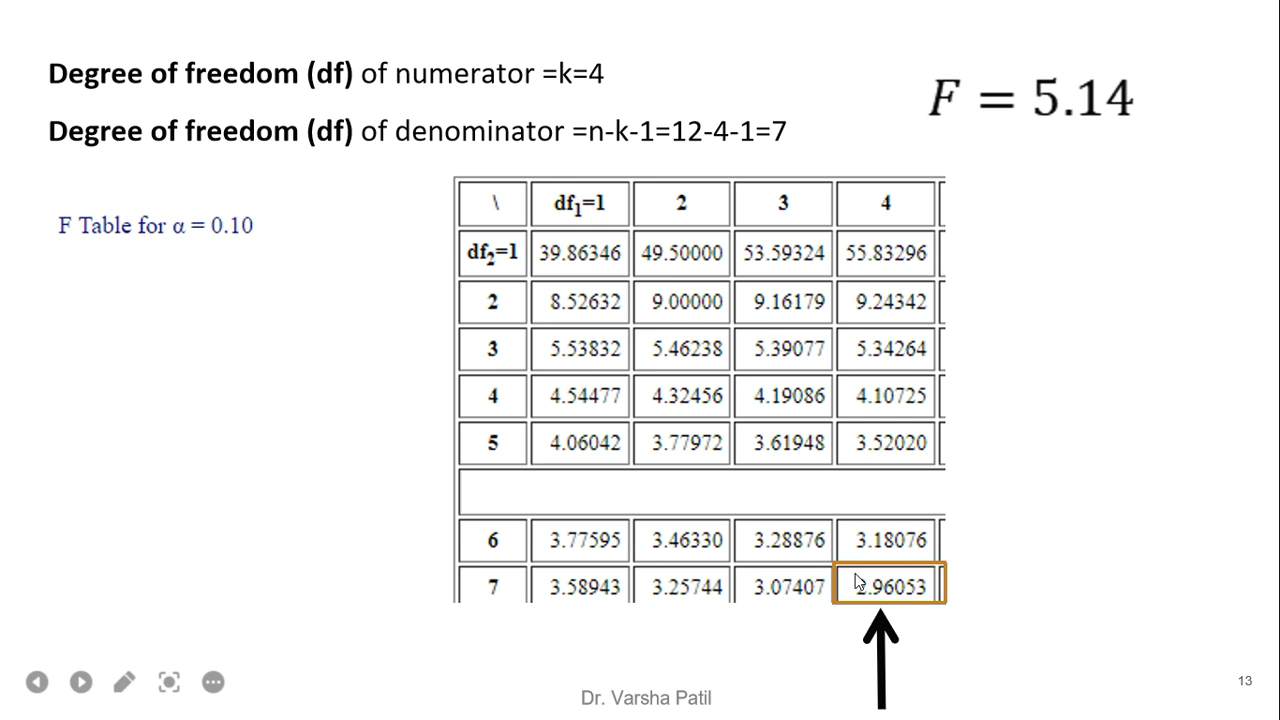 Degree of freedom (df) of numerator =k=4
F = 5.14
Degree of freedom (df) of denominator =n-k-1=12-4-1=7
F Table for α = 0.10
\ df₁=1 2 3 4
df₂=1 39.86346 49.50000 53.59324 55.83296
2 8.52632 9.00000 9.16179 9.24342
3 5.53832 5.46238 5.39077 5.34264
4 4.54477 4.32456 4.19086 4.10725
5 4.06042 3.77972 3.61948 3.52020
6 3.77595 3.46330 3.28876 3.18076
7 3.58943 3.25744 3.07407 2.96053
Dr. Varsha Patil
13